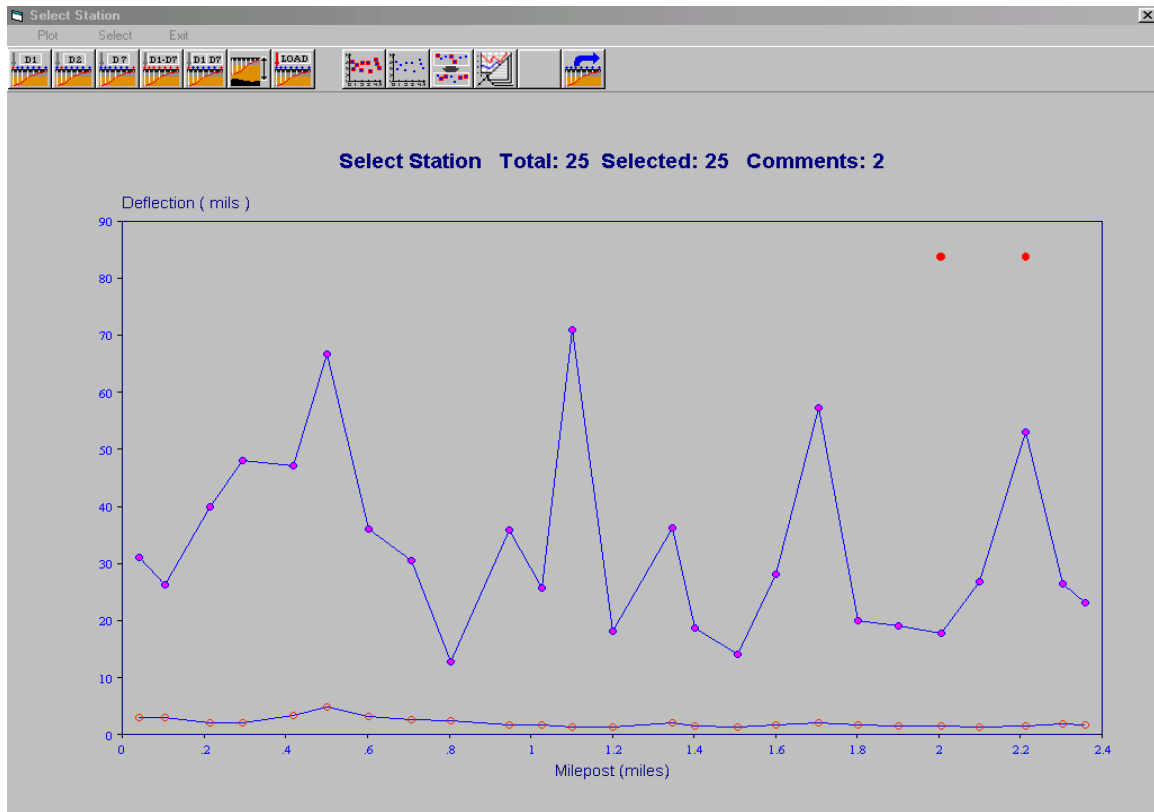 Select Station
Plot Select Exit
D1 D2 D7 D1-D7 D1 D7 LOAD
Select Station Total: 25 Selected: 25 Comments: 2
Deflection ( mils )
90
80
70
60
50
40
30
20
10
0
0 .2 .4 .6 .8 1 1.2 1.4 1.6 1.8 2 2.2 2.4
Milepost (miles)